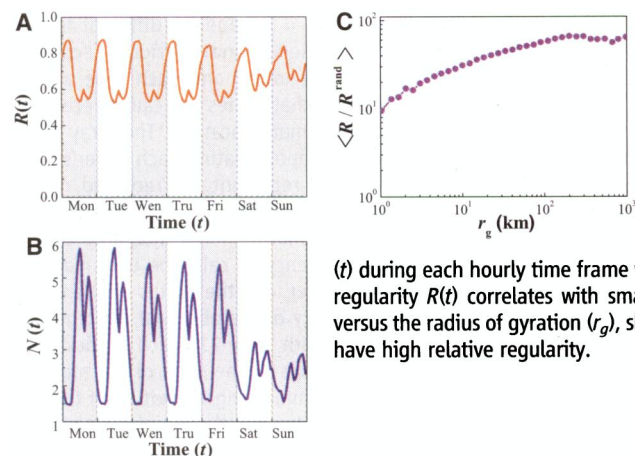 A
1.0
0.8
0.6
0.4
0.2
0.0
R(t)
Mon Tue Wen Tru Fri Sat Sun
Time (t)
B
6
5
4
3
2
1
N (t)
Mon Tue Wen Tru Fri Sat Sun
Time (t)
C
10²
10¹
10⁰
<R / R^rand>
10⁰ 10¹ 10² 10³
r_g (km)
(t) during each hourly time frame
regularity R(t) correlates with sma
versus the radius of gyration (r_g), si
have high relative regularity.